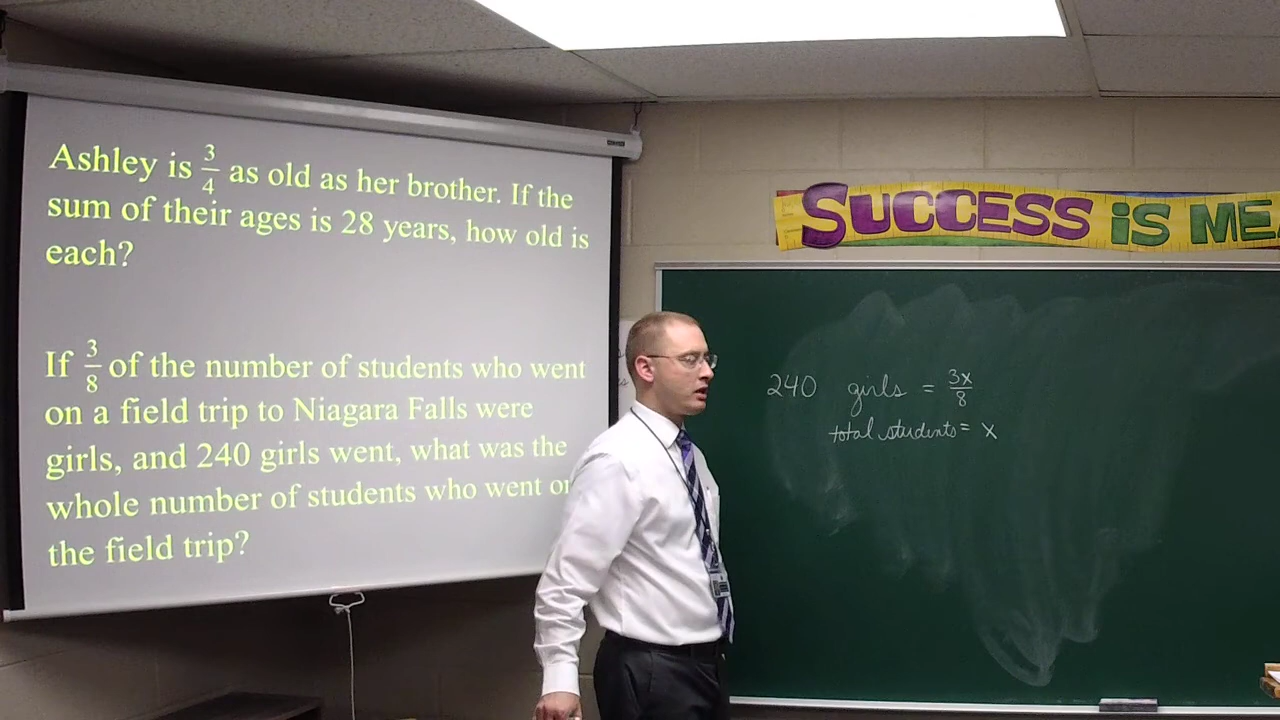 Ashley is 3/4 as old as her brother. If the
sum of their ages is 28 years, how old is
each?
If 3/8 of the number of students who went
on a field trip to Niagara Falls were
girls, and 240 girls went, what was the
whole number of students who went
the field trip?
SUCCESS iS ME
240 girls = 3x/8
total students = x